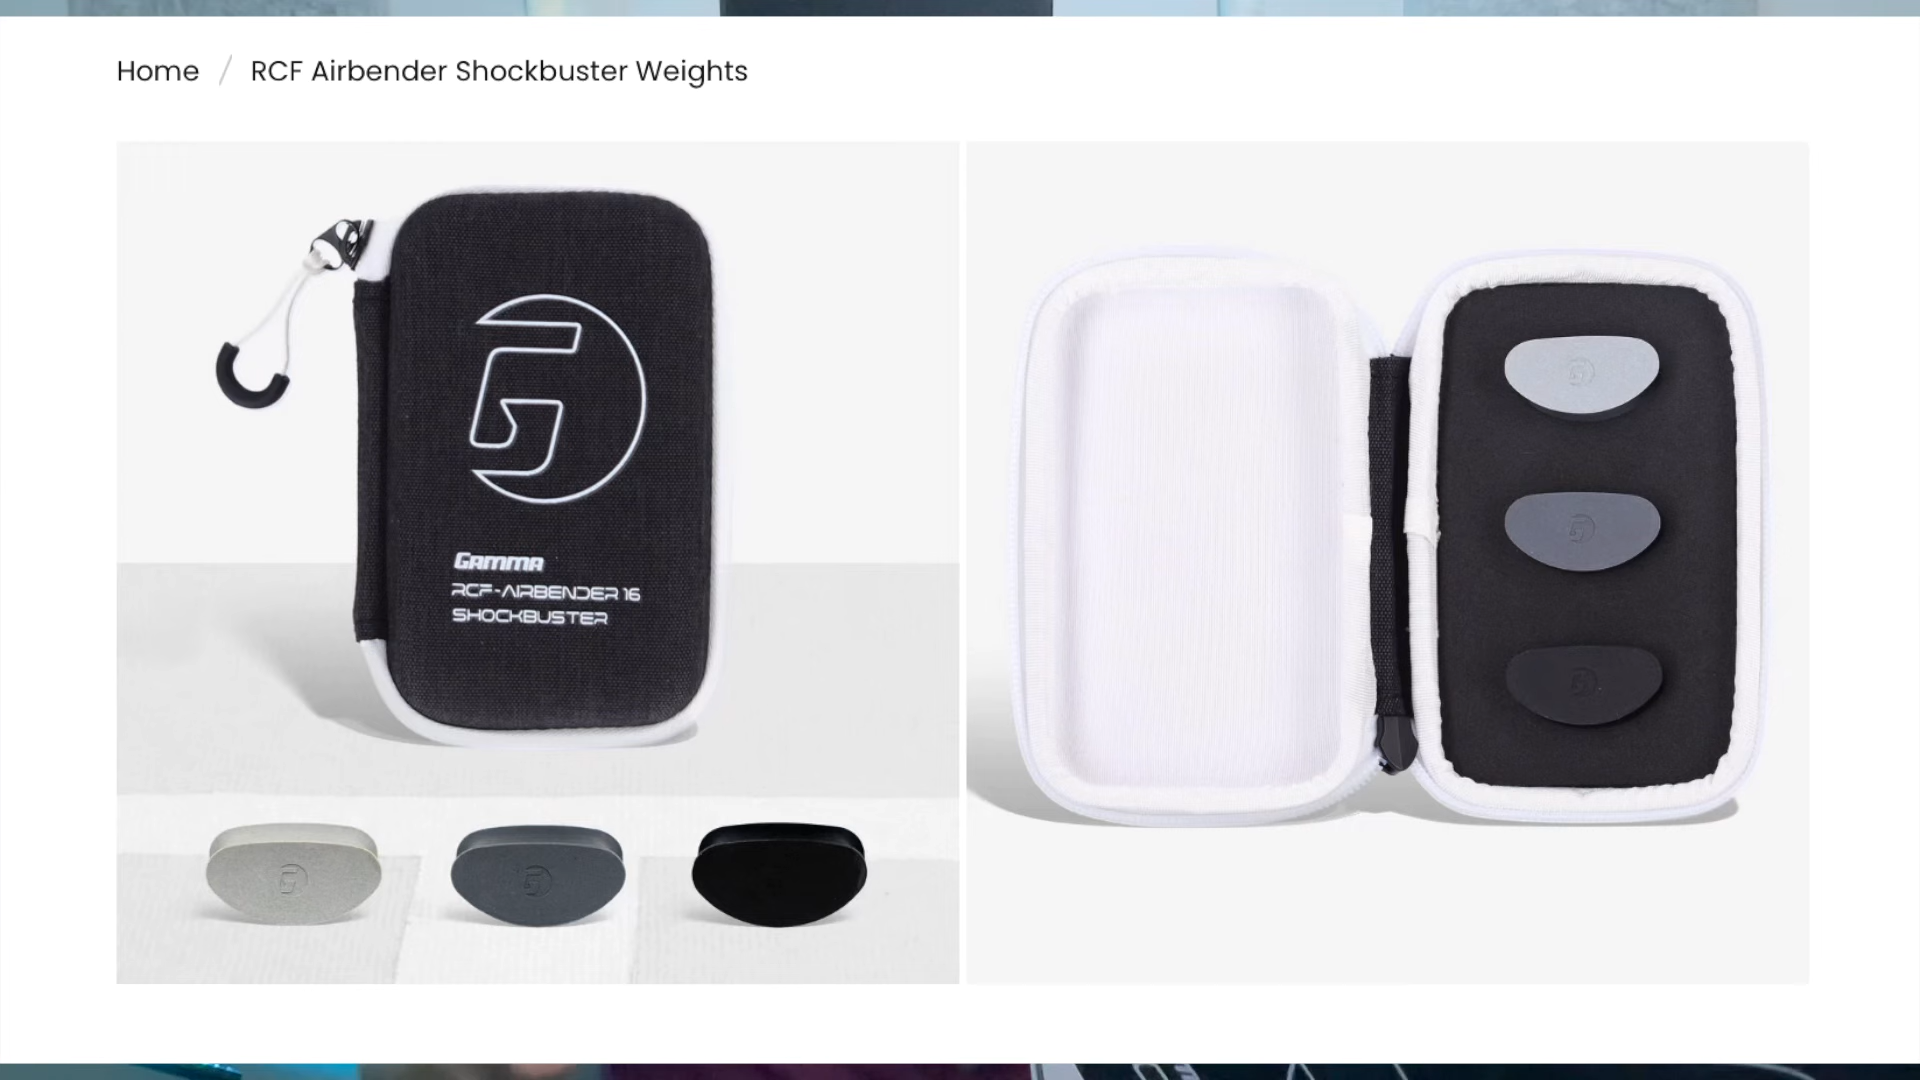 Home / RCF Airbender Shockbuster Weights
GAMMA
RCF-AIRBENDER 16
SHOCKBUSTER